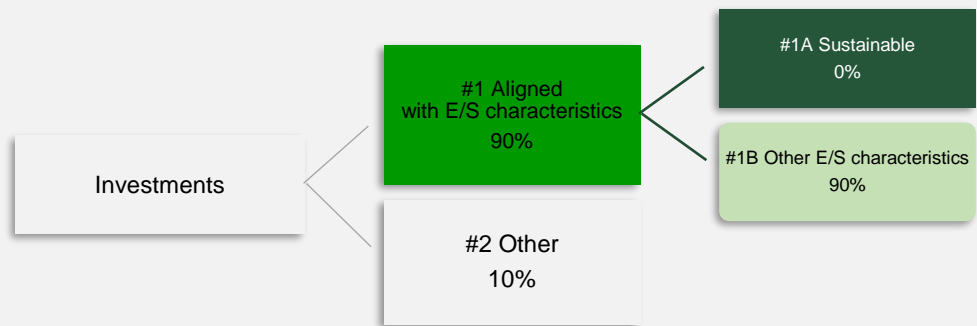 Investments
#1 Aligned
with E/S characteristics
90%
#2 Other
10%
#1A Sustainable
0%
#1B Other E/S characteristics
90%